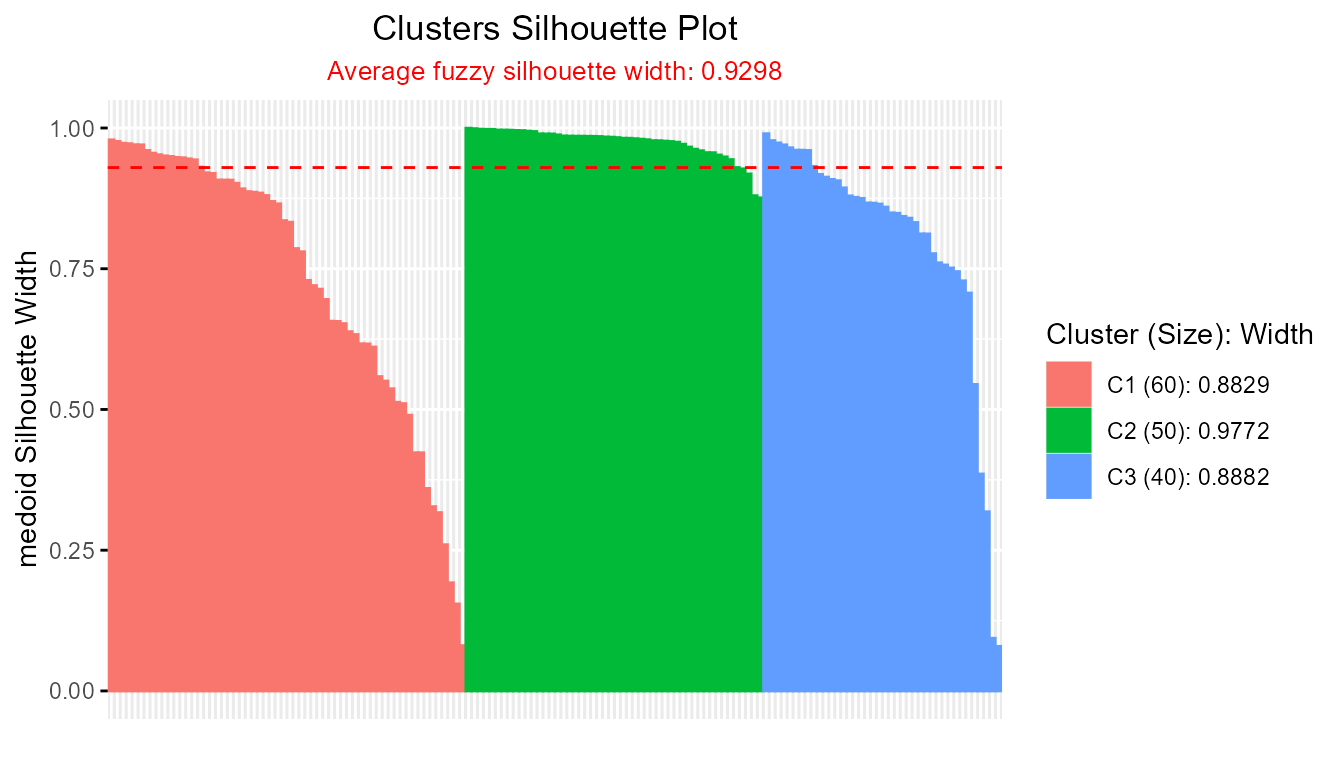 Clusters Silhouette Plot
Average fuzzy silhouette width: 0.9298
medoid Silhouette Width
1.00
0.75
0.50
0.25
0.00
Cluster (Size): Width
C1 (60): 0.8829
C2 (50): 0.9772
C3 (40): 0.8882